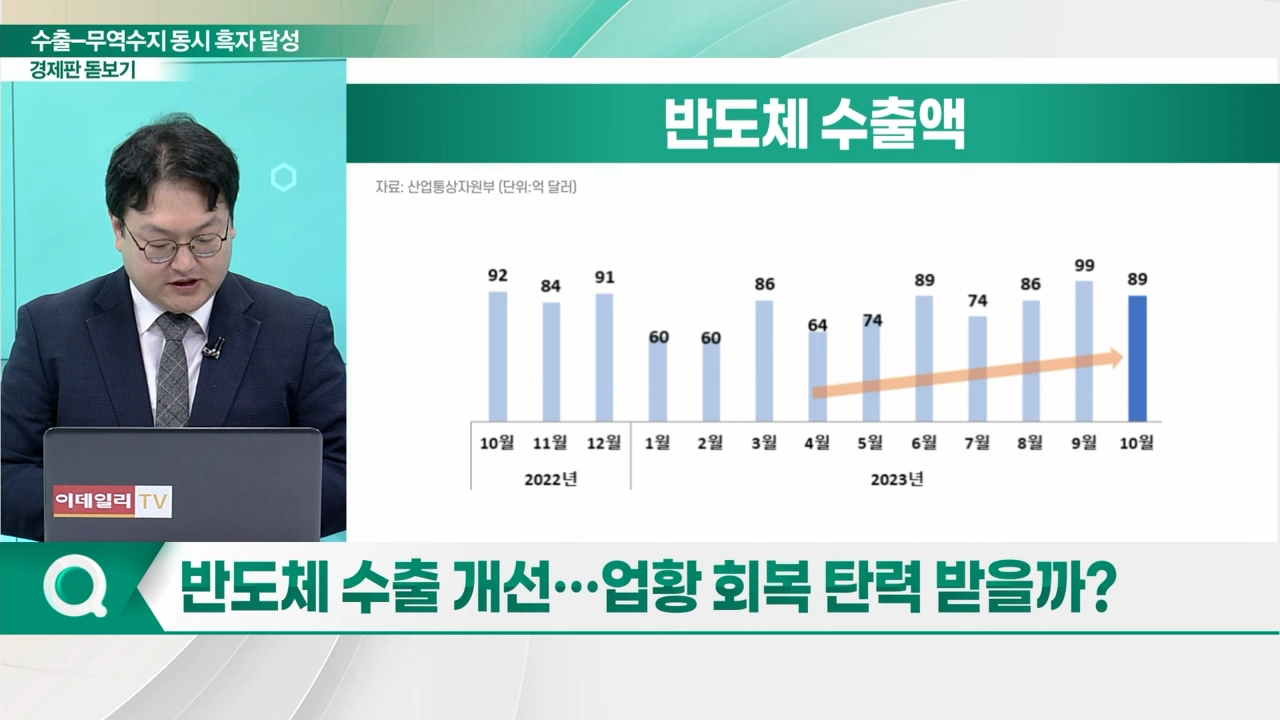 수출-무역수지 동시 흑자 달성
경제판 돋보기
반도체 수출액
자료: 산업통상자원부 (단위:억 달러)
92 84 91 60 60 86 64 74 89 74 86 99 89
10월 11월 12월 1월 2월 3월 4월 5월 6월 7월 8월 9월 10월
2022년 2023년
이데일리 TV
반도체 수출 개선…업황 회복 탄력 받을까?